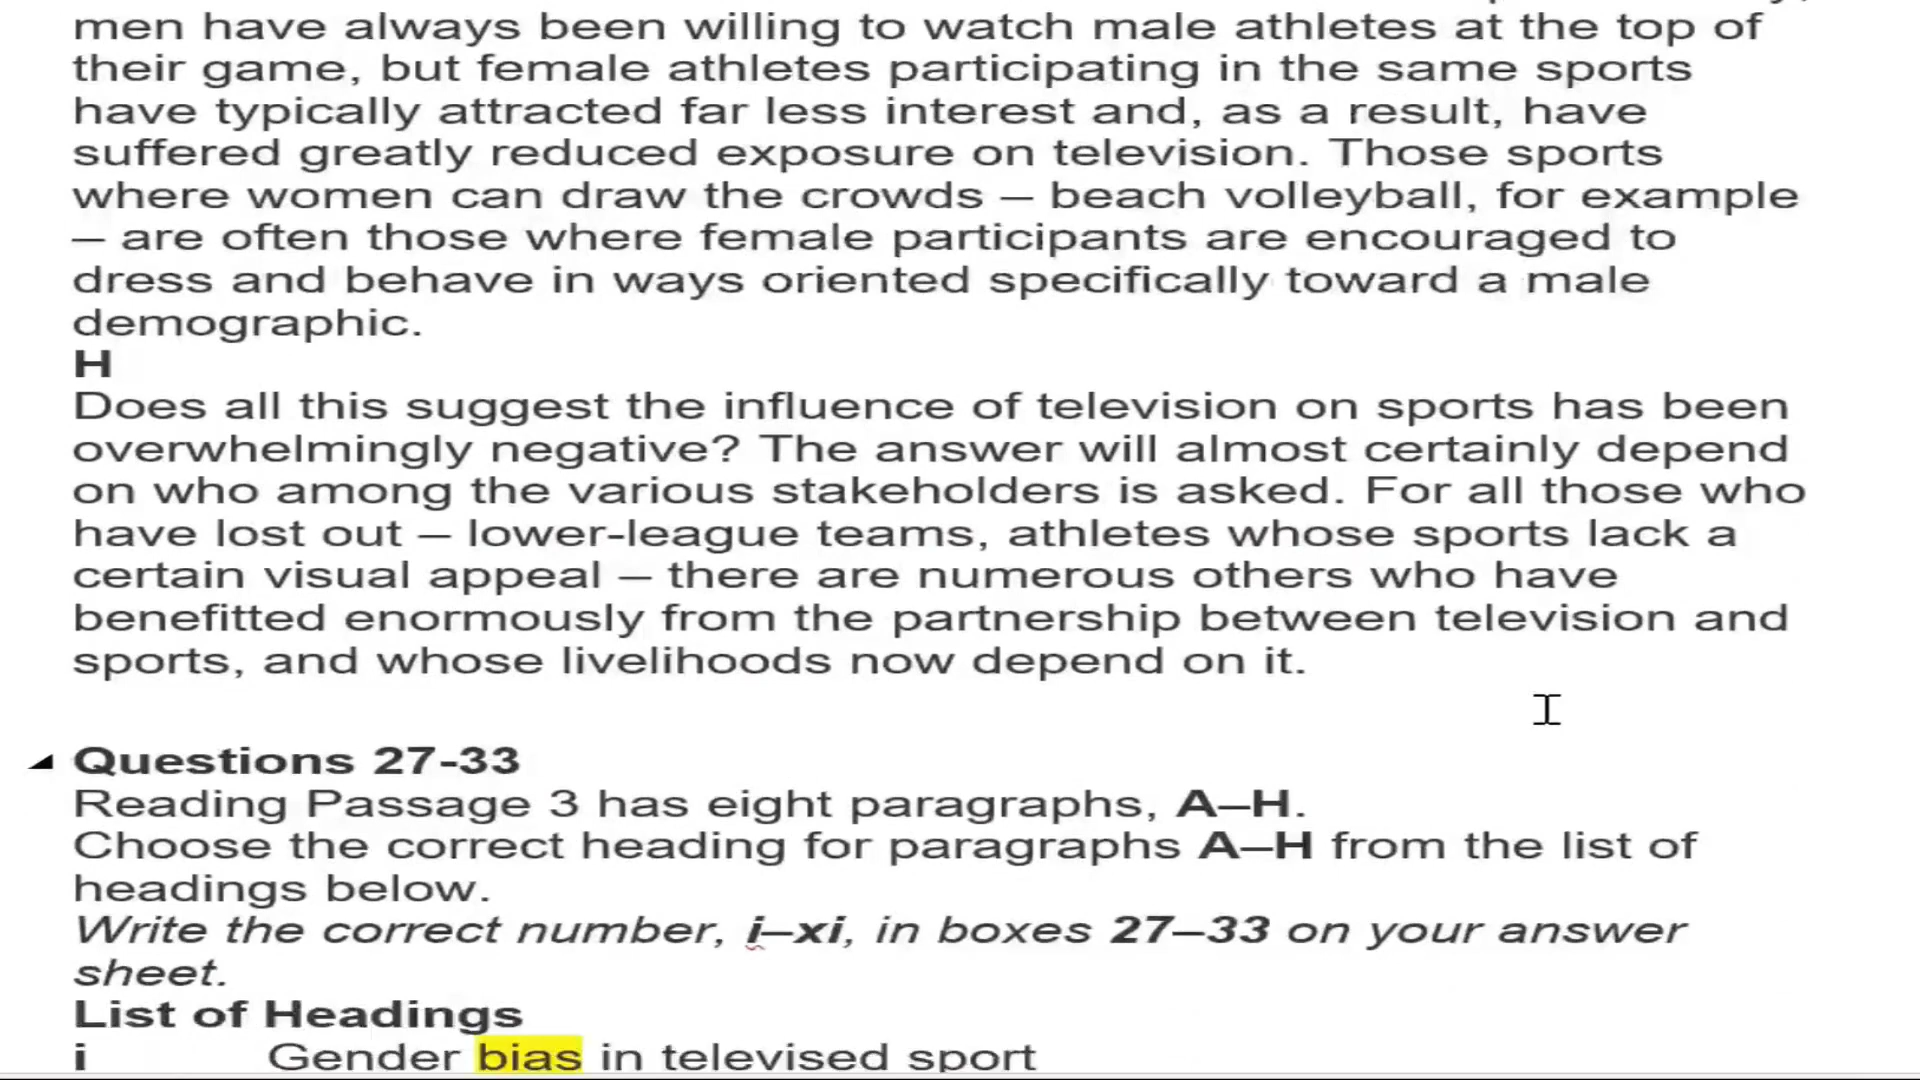 men have always been willing to watch male athletes at the top of
their game, but female athletes participating in the same sports
have typically attracted far less interest and, as a result, have
suffered greatly reduced exposure on television. Those sports
where women can draw the crowds – beach volleyball, for example
– are often those where female participants are encouraged to
dress and behave in ways oriented specifically toward a male
demographic.
H
Does all this suggest the influence of television on sports has been
overwhelmingly negative? The answer will almost certainly depend
on who among the various stakeholders is asked. For all those who
have lost out – lower-league teams, athletes whose sports lack a
certain visual appeal – there are numerous others who have
benefitted enormously from the partnership between television and
sports, and whose livelihoods now depend on it.
Questions 27-33
Reading Passage 3 has eight paragraphs, A–H.
Choose the correct heading for paragraphs A–H from the list of
headings below.
Write the correct number, i–xi, in boxes 27–33 on your answer
sheet.
List of Headings
i Gender bias in televised sport